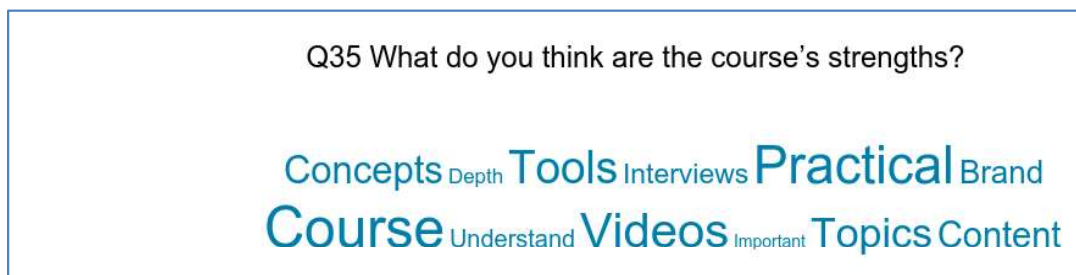 Q35 What do you think are the course’s strengths?
Concepts Depth Tools Interviews Practical Brand
Course Understand Videos Important Topics Content